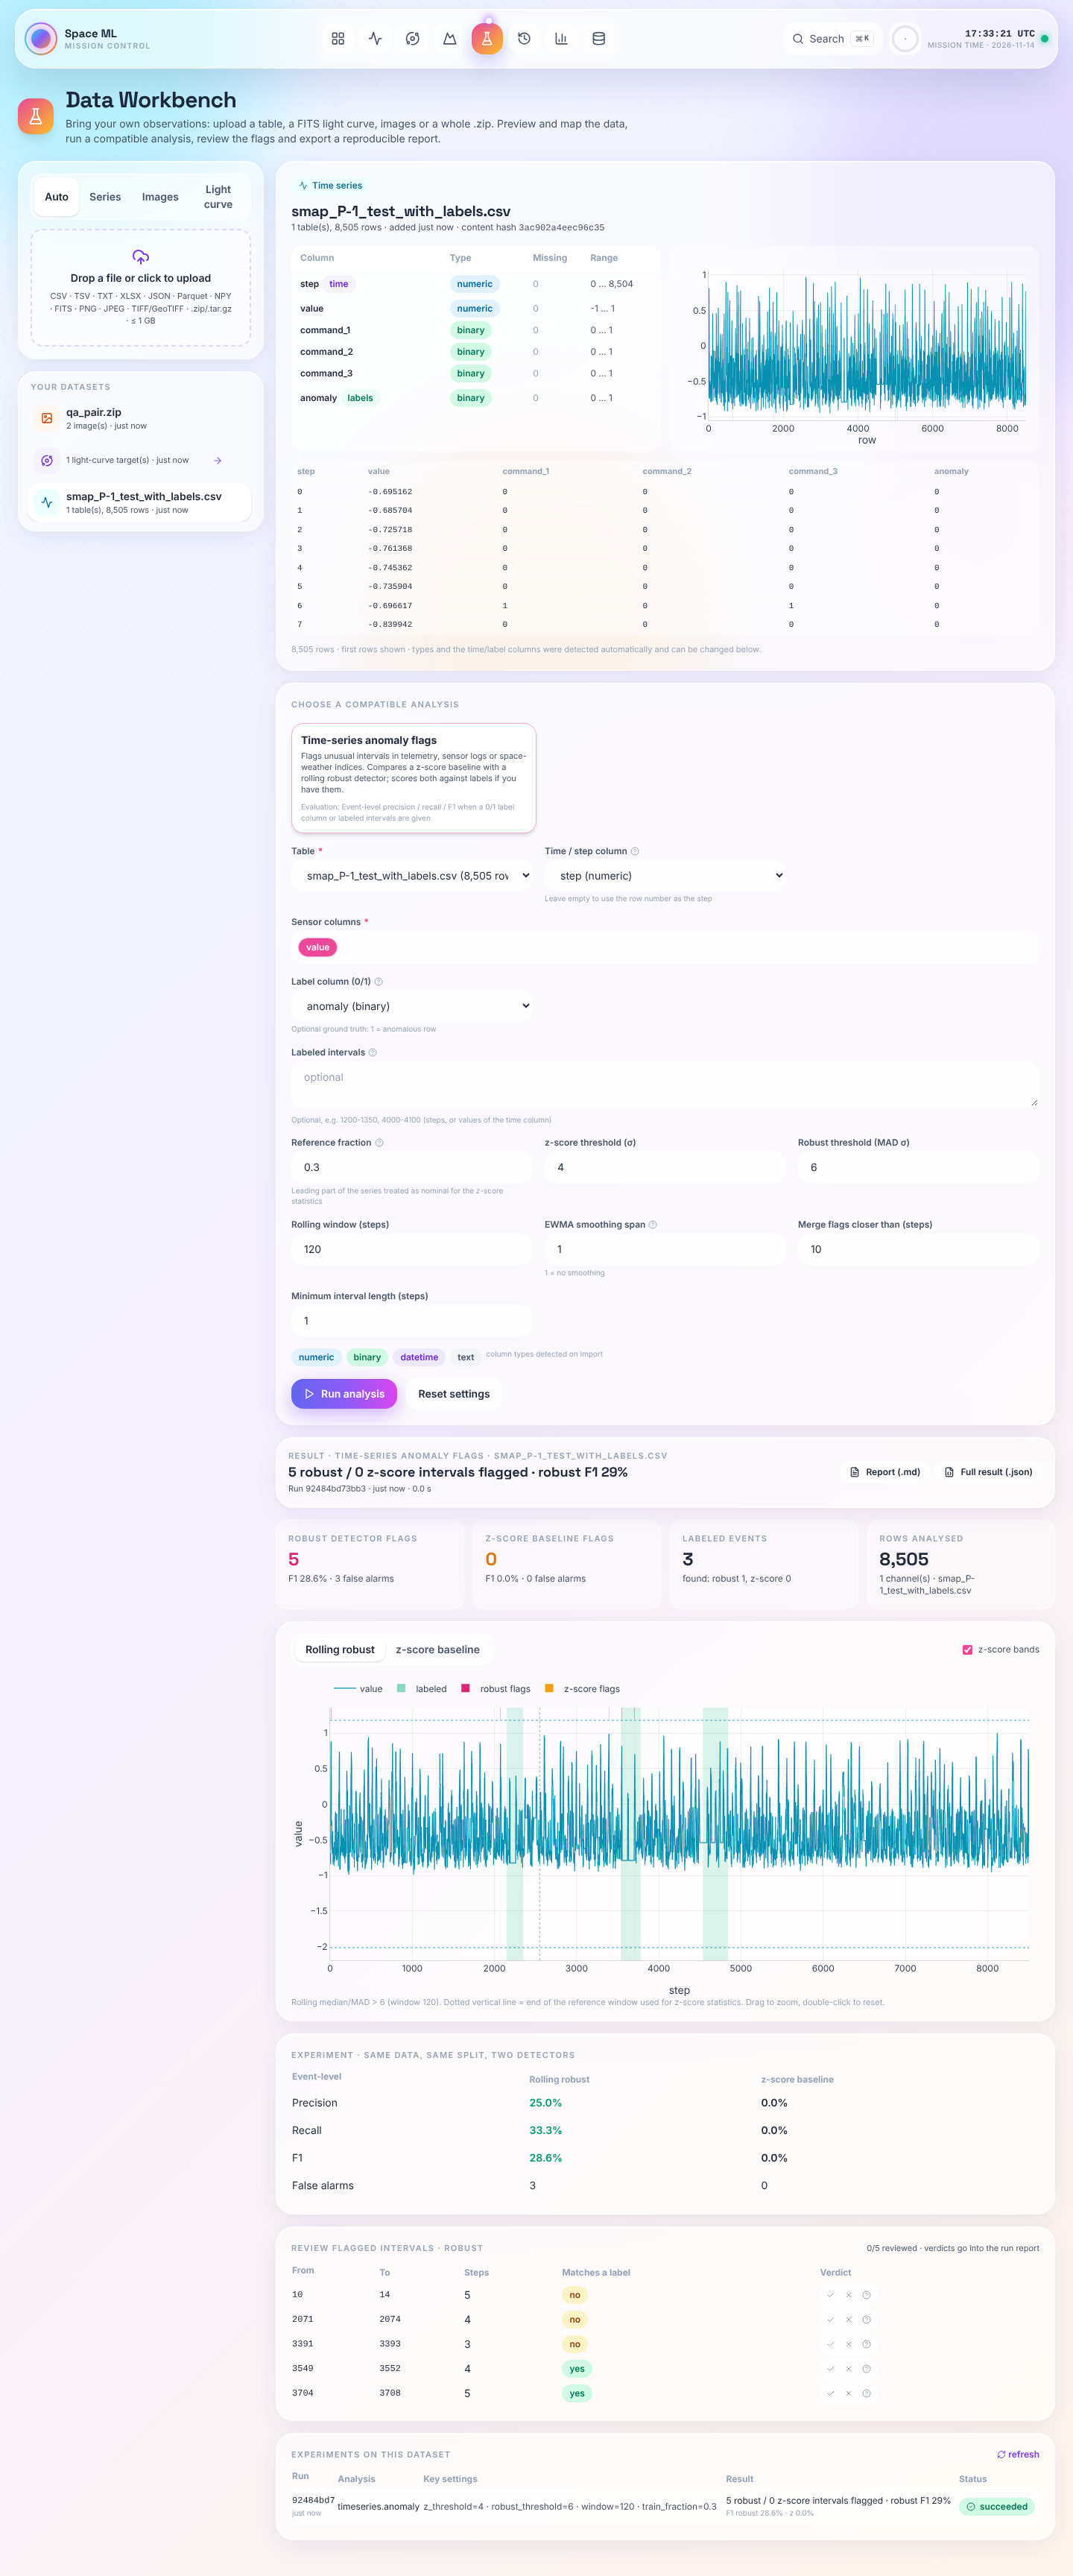 Space ML
MISSION CONTROL
Search ⌘K
17:33:21 UTC
MISSION TIME · 2026-11-14
Data Workbench
Bring your own observations: upload a table, a FITS light curve, images or a whole .zip. Preview and map the data,
run a compatible analysis, review the flags and export a reproducible report.
Auto Series Images Light curve
Drop a file or click to upload
CSV · TSV · TXT · XLSX · JSON · Parquet · NPY
· FITS · PNG · JPEG · TIFF/GeoTIFF · .zip/.tar.gz
· ≤ 1 GB
YOUR DATASETS
qa_pair.zip
2 image(s) · just now
1 light-curve target(s) · just now
smap_P-1_test_with_labels.csv
1 table(s), 8,505 rows · just now
Time series
smap_P-1_test_with_labels.csv
1 table(s), 8,505 rows · added just now · content hash 3ac902a4eec96c35
Column Type Missing Range
step time numeric 0 0 … 8,504
value numeric 0 -1 … 1
command_1 binary 0 0 … 1
command_2 binary 0 0 … 1
command_3 binary 0 0 … 1
anomaly labels binary 0 0 … 1
1
0.5
0
−0.5
−1
0 2000 4000 6000 8000
row
step value command_1 command_2 command_3 anomaly
0 -0.695162 0 0 0 0
1 -0.685704 0 0 0 0
2 -0.725718 0 0 0 0
3 -0.761368 0 0 0 0
4 -0.745362 0 0 0 0
5 -0.735904 0 0 0 0
6 -0.696617 1 0 1 0
7 -0.839942 0 0 0 0
8,505 rows · first rows shown · types and the time/label columns were detected automatically and can be changed below.
CHOOSE A COMPATIBLE ANALYSIS
Time-series anomaly flags
Flags unusual intervals in telemetry, sensor logs or space-
weather indices. Compares a z-score baseline with a
rolling robust detector; scores both against labels if you
have them.
Evaluation: Event-level precision / recall / F1 when a 0/1 label
column or labeled intervals are given
Table * Time / step column
smap_P-1_test_with_labels.csv (8,505 rov step (numeric)
Leave empty to use the row number as the step
Sensor columns *
value
Label column (0/1)
anomaly (binary)
Optional ground truth: 1 = anomalous row
Labeled intervals
optional
Optional, e.g. 1200-1350, 4000-4100 (steps, or values of the time column)
Reference fraction z-score threshold (σ) Robust threshold (MAD σ)
0.3 4 6
Leading part of the series treated as nominal for the z-score
statistics
Rolling window (steps) EWMA smoothing span Merge flags closer than (steps)
120 1 10
1 = no smoothing
Minimum interval length (steps)
1
numeric binary datetime text column types detected on import
Run analysis Reset settings
RESULT · TIME-SERIES ANOMALY FLAGS · SMAP_P-1_TEST_WITH_LABELS.CSV
5 robust / 0 z-score intervals flagged · robust F1 29%
Run 92484bd73bb3 · just now · 0.0 s
Report (.md) Full result (.json)
ROBUST DETECTOR FLAGS
5
F1 28.6% · 3 false alarms
Z-SCORE BASELINE FLAGS
0
F1 0.0% · 0 false alarms
LABELED EVENTS
3
found: robust 1, z-score 0
ROWS ANALYSED
8,505
1 channel(s) · smap_P-
1_test_with_labels.csv
Rolling robust z-score baseline z-score bands
value labeled robust flags z-score flags
1
0.5
0
−0.5
−1
−1.5
−2
value
0 1000 2000 3000 4000 5000 6000 7000 8000
step
Rolling median/MAD > 6 (window 120). Dotted vertical line = end of the reference window used for z-score statistics. Drag to zoom, double-click to reset.
EXPERIMENT · SAME DATA, SAME SPLIT, TWO DETECTORS
Event-level Rolling robust z-score baseline
Precision 25.0% 0.0%
Recall 33.3% 0.0%
F1 28.6% 0.0%
False alarms 3 0
REVIEW FLAGGED INTERVALS · ROBUST
0/5 reviewed · verdicts go into the run report
From To Steps Matches a label Verdict
10 14 5 no
2071 2074 4 no
3391 3393 3 no
3549 3552 4 yes
3704 3708 5 yes
EXPERIMENTS ON THIS DATASET refresh
Run Analysis Key settings Result Status
92484bd7 timeseries.anomaly z_threshold=4 · robust_threshold=6 · window=120 · train_fraction=0.3 5 robust / 0 z-score intervals flagged · robust F1 29% succeeded
just now F1 robust 28.6% · z 0.0%